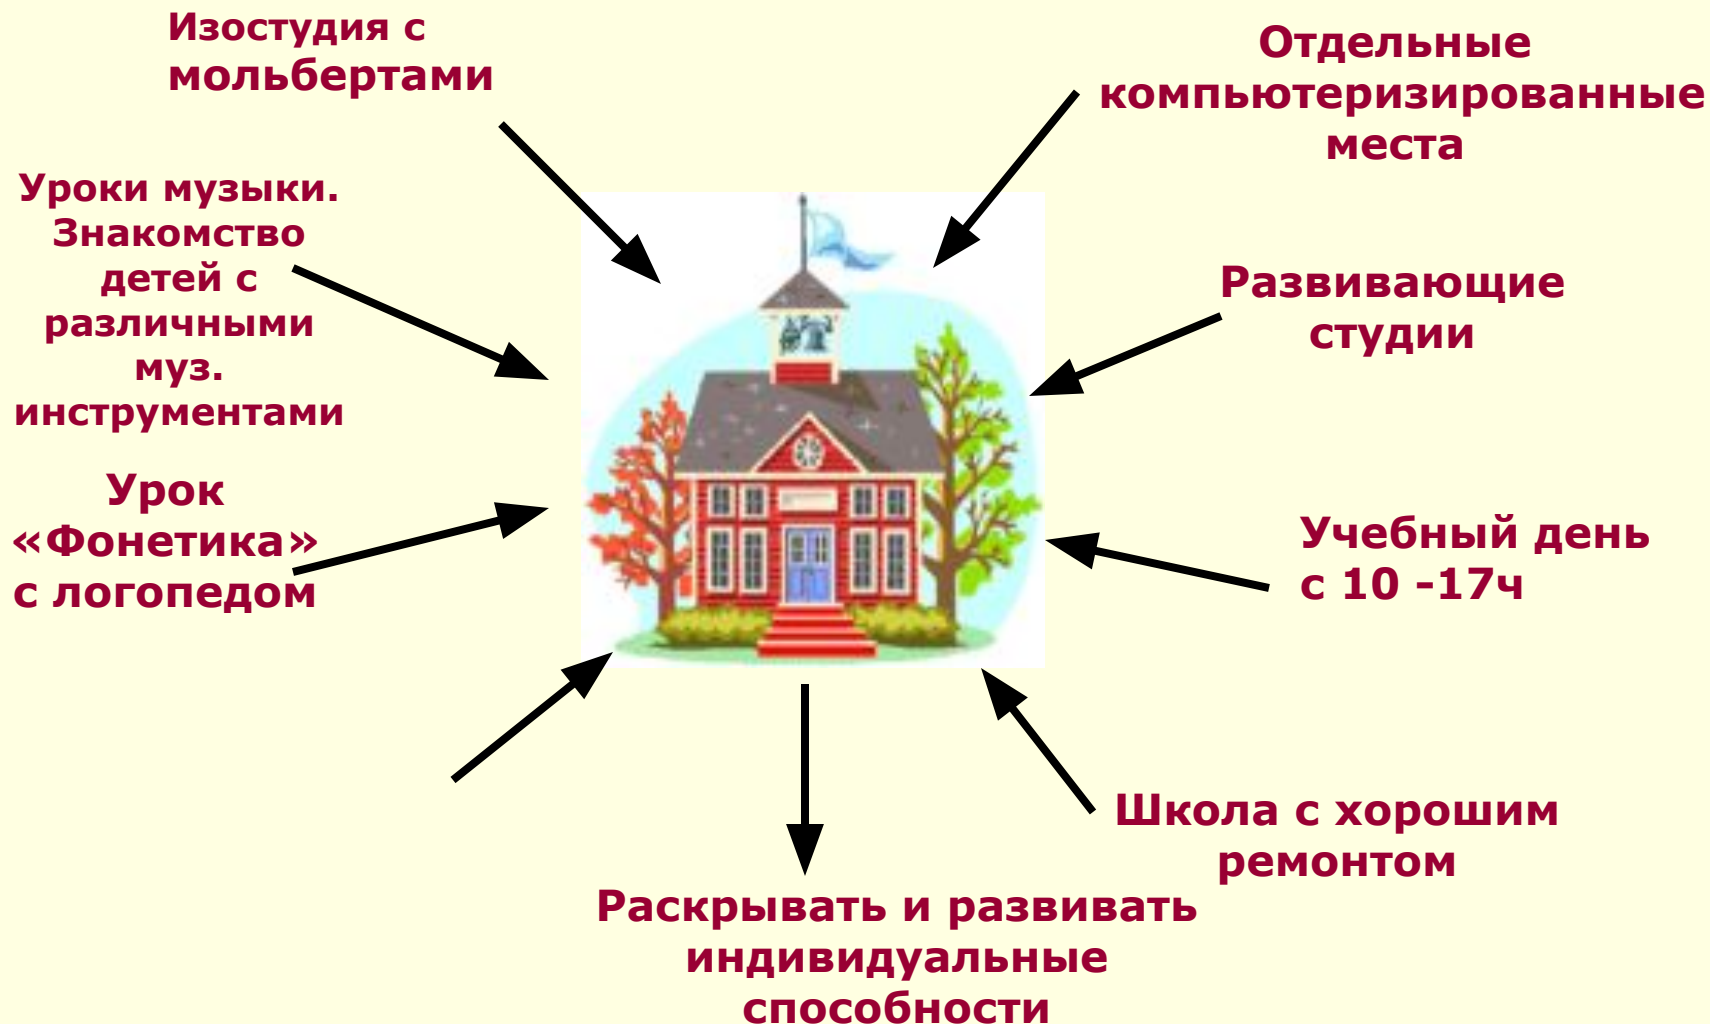 Изостудия с
мольбертами
Отдельные
компьютеризированные
места
Уроки музыки.
Знакомство
детей с
различными
муз.
инструментами
Развивающие
студии
Урок
«Фонетика»
с логопедом
Учебный день
с 10 -17ч
Школа с хорошим
ремонтом
Раскрывать и развивать
индивидуальные
способности